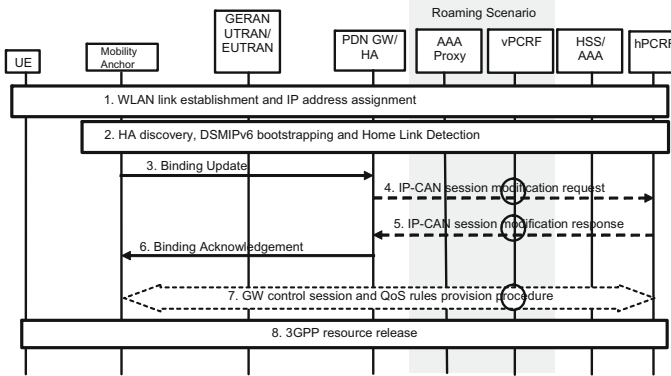 Roaming Scenario
UE
Mobility
Anchor
GERAN
UTRAN/
EUTRAN
PDN GW/
HA
AAA
Proxy
vPCRF
HSS/
AAA
hPCRF
1. WLAN link establishment and IP address assignment
2. HA discovery, DSMIPv6 bootstrapping and Home Link Detection
3. Binding Update
4. IP-CAN session modification request
5. IP-CAN session modification response
6. Binding Acknowledgement
7. GW control session and QoS rules provision procedure
8. 3GPP resource release